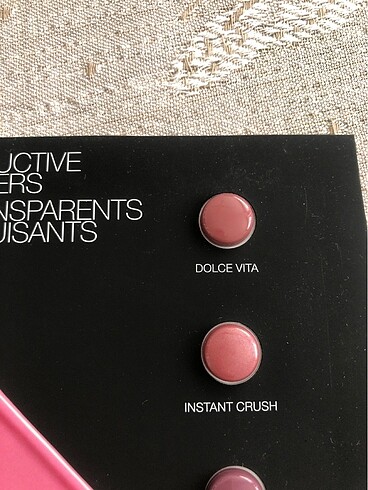 UCTIVE
ERS
NSPARENTS
UISANTS
DOLCE VITA
INSTANT CRUSH